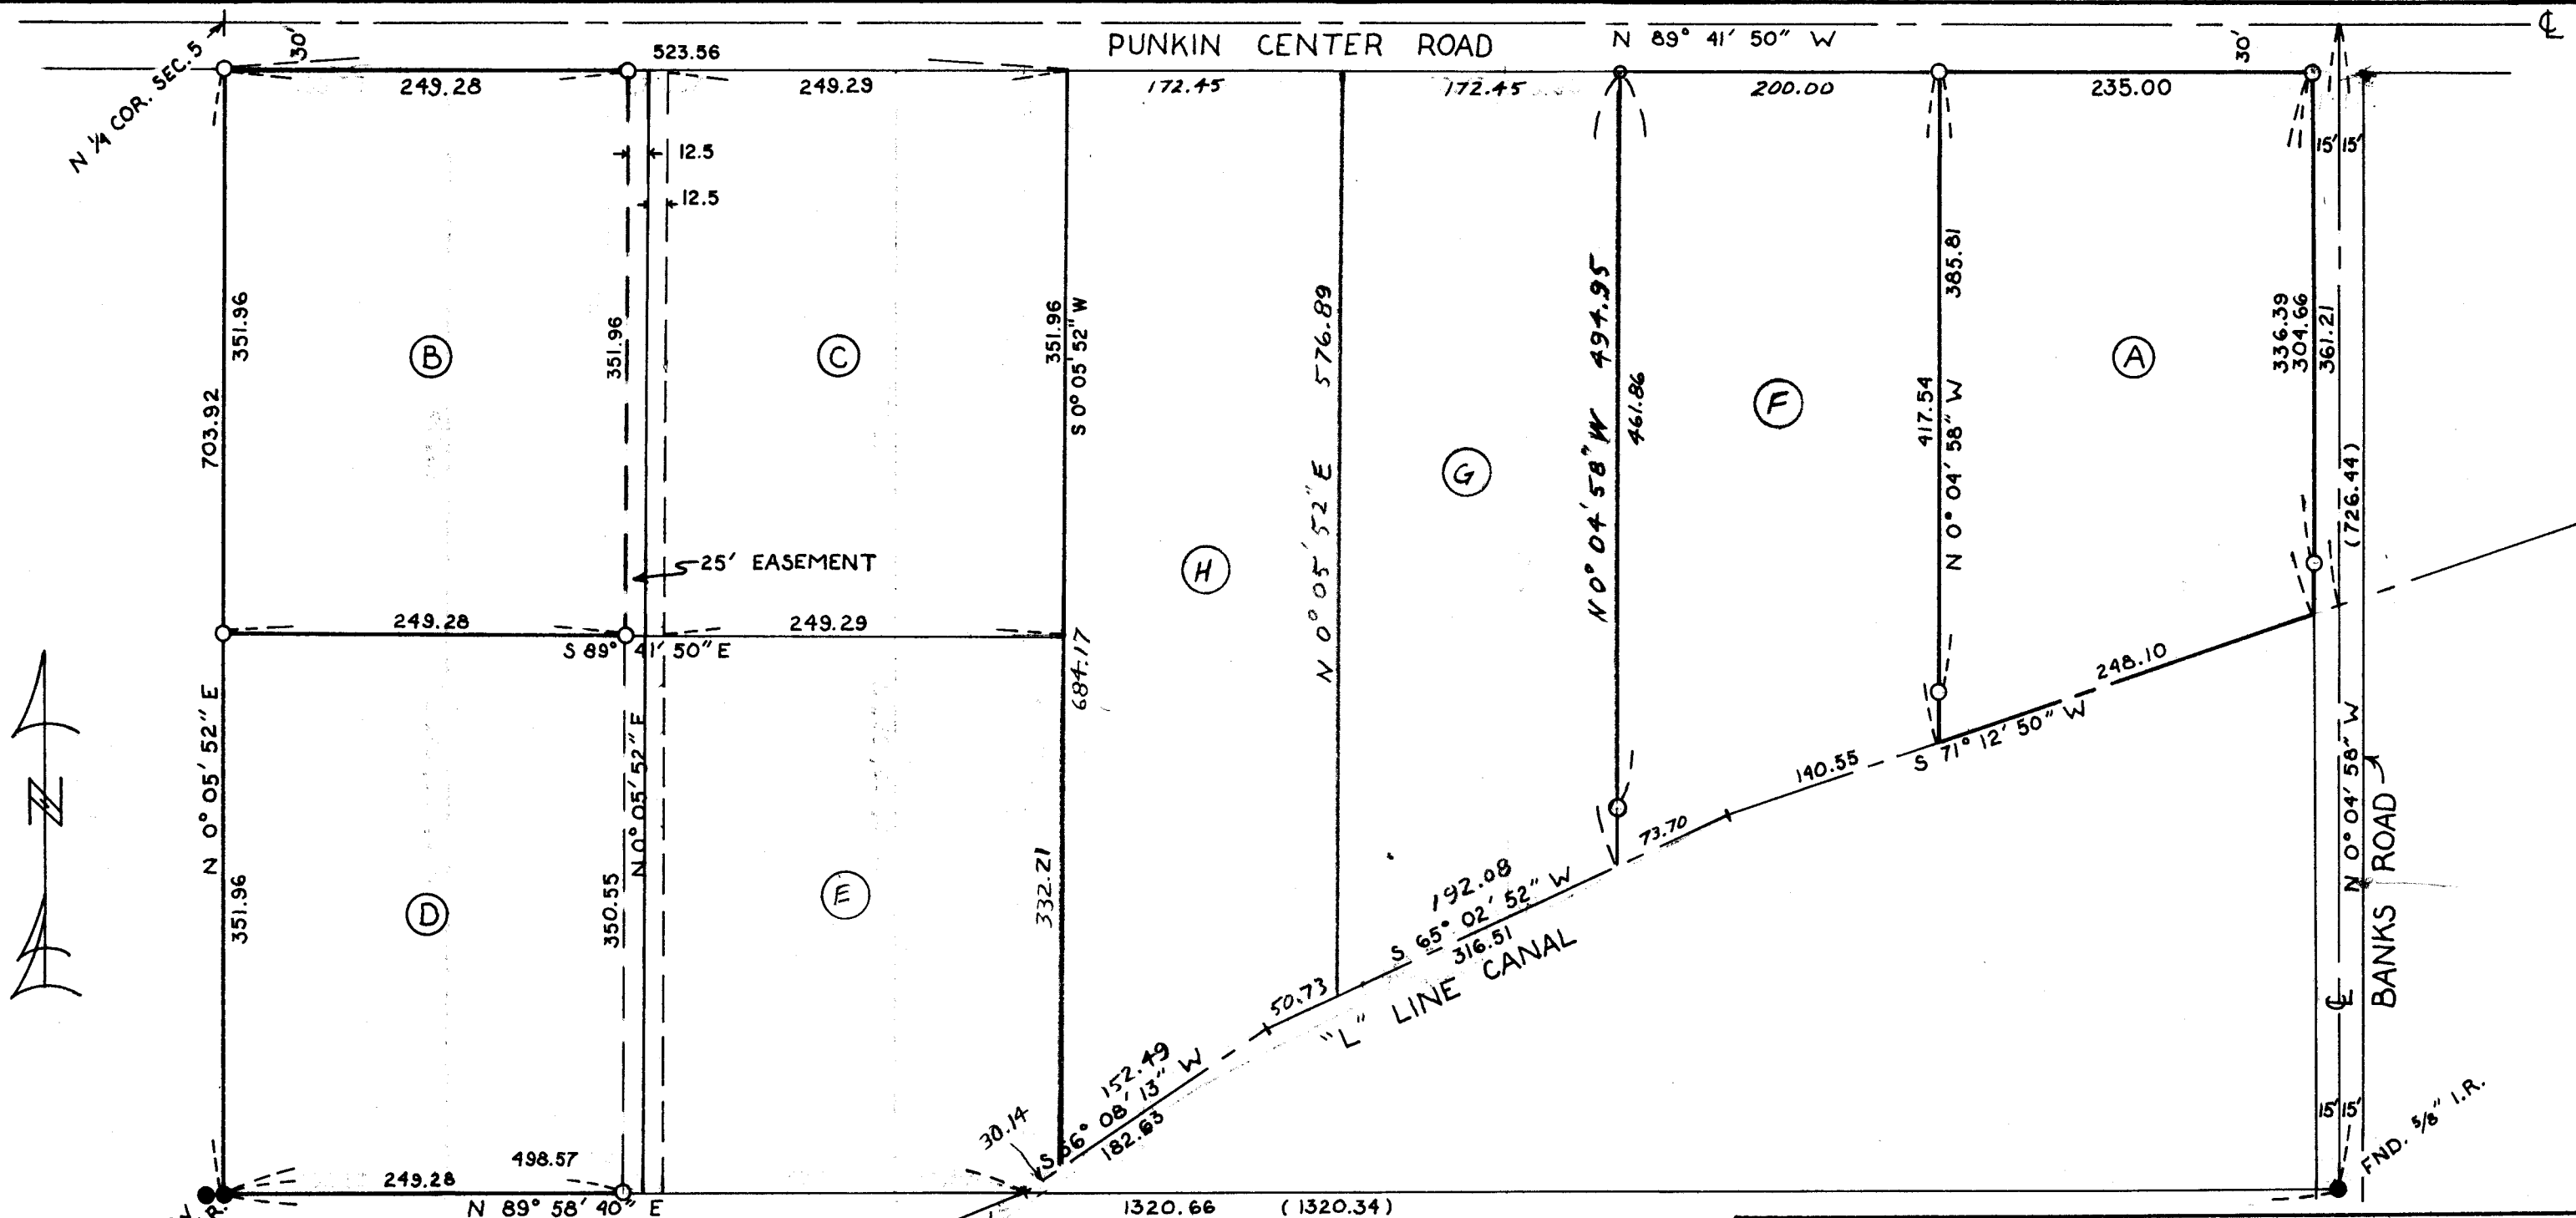 PUNKIN CENTER ROAD
N 89° 41' 50" W
℄
N ¼ COR. SEC. 5
30'
523.56
30'
249.28
249.29
172.45
172.45
200.00
235.00
12.5
12.5
15' 15'
351.96
703.92
B
351.96
C
351.96
S 0° 05' 52" W
H
N 0° 05' 52" E 576.89
G
N 0° 04' 58" W 494.95
461.86
F
385.81
417.54
N 0° 04' 58" W
A
336.39
304.66
361.21
(726.44)
25' EASEMENT
249.28
249.29
S 89° 41' 50" E
684.17
N
N 0° 05' 52" E
351.96
D
350.55
N 0° 05' 52" E
E
332.21
248.10
S 71° 12' 50" W
140.55
73.70
192.08
S 65° 02' 52" W
316.51
"L" LINE CANAL
50.73
152.49
S 56° 08' 13" W
182.63
30.14
N 0° 04' 58" W
℄
BANKS ROAD
15' 15'
FND. 5/8" I.R.
498.57
249.28
N 89° 58' 40" E
1320.66 (1320.34)